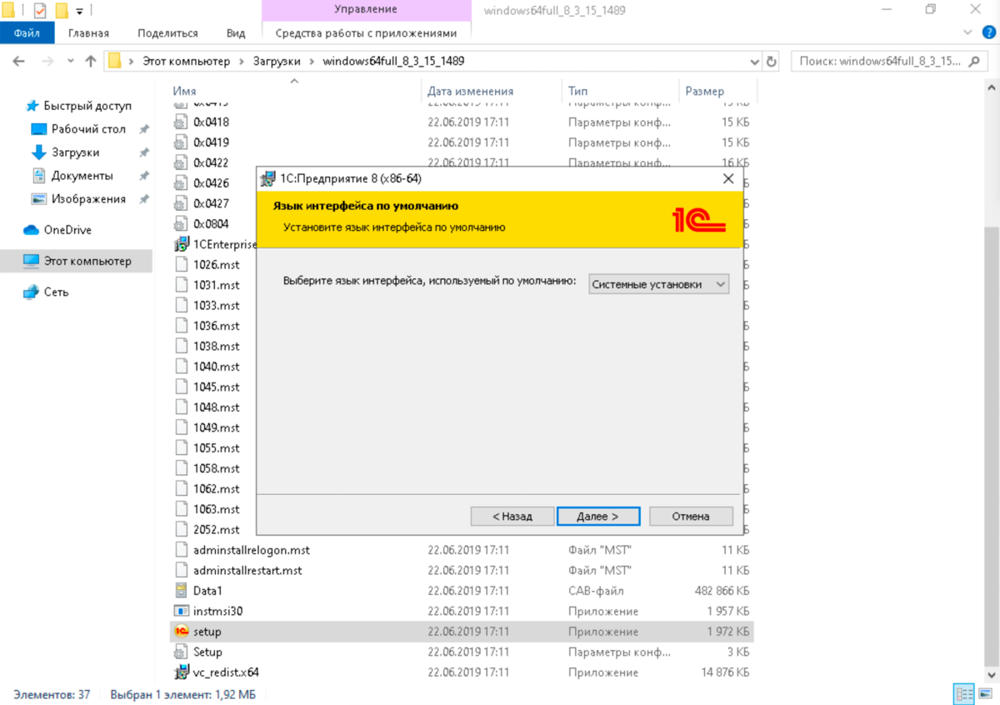 Управление
windows64full_8_3_15_1489
Файл Главная Поделиться Вид Средства работы с приложениями
Этот компьютер > Загрузки > windows64full_8_3_15_1489
Поиск: windows64full_8_3_15...
Имя Дата изменения Тип Размер
Быстрый доступ
Рабочий стол
Загрузки
Документы
Изображения
OneDrive
Этот компьютер
Сеть
0x0418 22.06.2019 17:11 Параметры конф... 15 КБ
0x0419 22.06.2019 17:11 Параметры конф... 15 КБ
0x0422 22.06.2019 17:11 Параметры конф... 16 КБ
0x0426
0x0427
0x0804
1CEnterprise
1026.mst
1031.mst
1033.mst
1036.mst
1038.mst
1040.mst
1045.mst
1048.mst
1049.mst
1055.mst
1058.mst
1062.mst
1063.mst
2052.mst
adminstallrelogon.mst 22.06.2019 17:11 Файл "MST" 11 КБ
adminstallrestart.mst 22.06.2019 17:11 Файл "MST" 11 КБ
Data1 22.06.2019 17:11 CAB-файл 482 866 КБ
instmsi30 22.06.2019 17:11 Приложение 1 957 КБ
setup 22.06.2019 17:11 Приложение 1 972 КБ
Setup 22.06.2019 17:11 Параметры конф... 3 КБ
vc_redist.x64 22.06.2019 17:11 Приложение 14 876 КБ
1С:Предприятие 8 (x86-64)
Язык интерфейса по умолчанию
Установите язык интерфейса по умолчанию
1С
Выберите язык интерфейса, используемый по умолчанию: Системные установки
< Назад Далее > Отмена
Элементов: 37 Выбран 1 элемент: 1,92 МБ